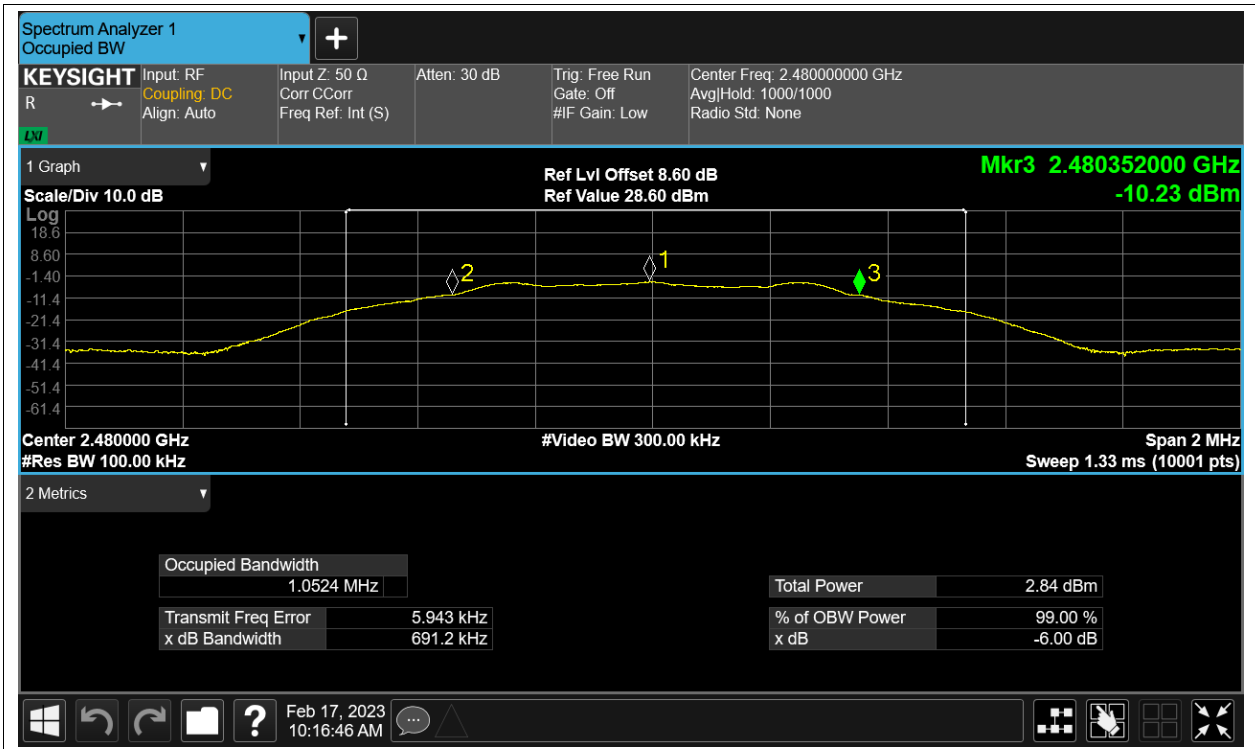 Spectrum Analyzer 1
Occupied BW
KEYSIGHT
R
LXI
Input: RF
Coupling: DC
Align: Auto
Input Z: 50 Ω
Corr CCorr
Freq Ref: Int (S)
Atten: 30 dB
Trig: Free Run
Gate: Off
#IF Gain: Low
Center Freq: 2.480000000 GHz
Avg|Hold: 1000/1000
Radio Std: None
1 Graph
Scale/Div 10.0 dB
Ref Lvl Offset 8.60 dB
Ref Value 28.60 dBm
Mkr3 2.480352000 GHz
-10.23 dBm
Log
18.6
8.60
-1.40
-11.4
-21.4
-31.4
-41.4
-51.4
-61.4
2
1
3
Center 2.480000 GHz
#Video BW 300.00 kHz
Span 2 MHz
#Res BW 100.00 kHz
Sweep 1.33 ms (10001 pts)
2 Metrics
Occupied Bandwidth
1.0524 MHz
Transmit Freq Error 5.943 kHz
x dB Bandwidth 691.2 kHz
Total Power 2.84 dBm
% of OBW Power 99.00 %
x dB -6.00 dB
?
Feb 17, 2023
10:16:46 AM